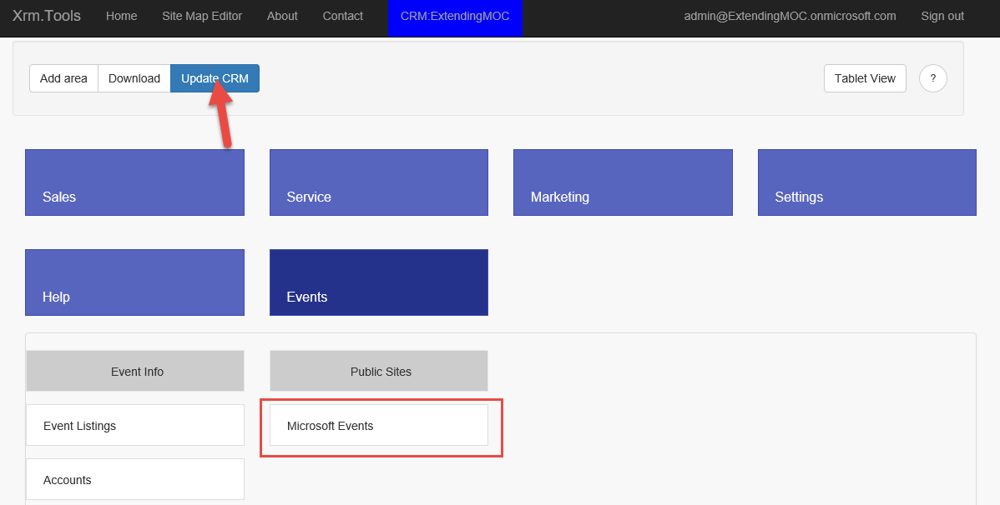 Xrm.Tools Home Site Map Editor About Contact CRM:ExtendingMOC admin@ExtendingMOC.onmicrosoft.com Sign out
Add area Download Update CRM Tablet View ?
Sales Service Marketing Settings
Help Events
Event Info Public Sites
Event Listings Microsoft Events
Accounts